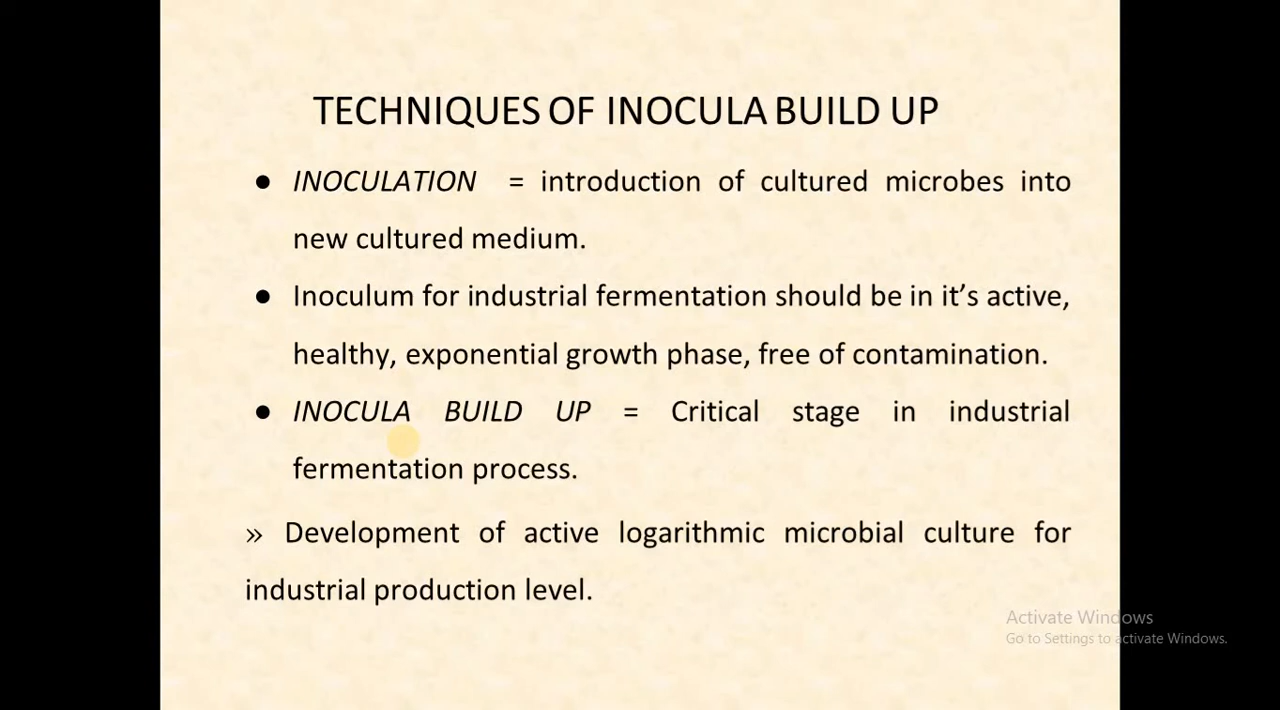 TECHNIQUES OF INOCULA BUILD UP
● INOCULATION = introduction of cultured microbes into
new cultured medium.
● Inoculum for industrial fermentation should be in it’s active,
healthy, exponential growth phase, free of contamination.
● INOCULA BUILD UP = Critical stage in industrial
fermentation process.
» Development of active logarithmic microbial culture for
industrial production level.
Activate Windows
Go to Settings to activate Windows.